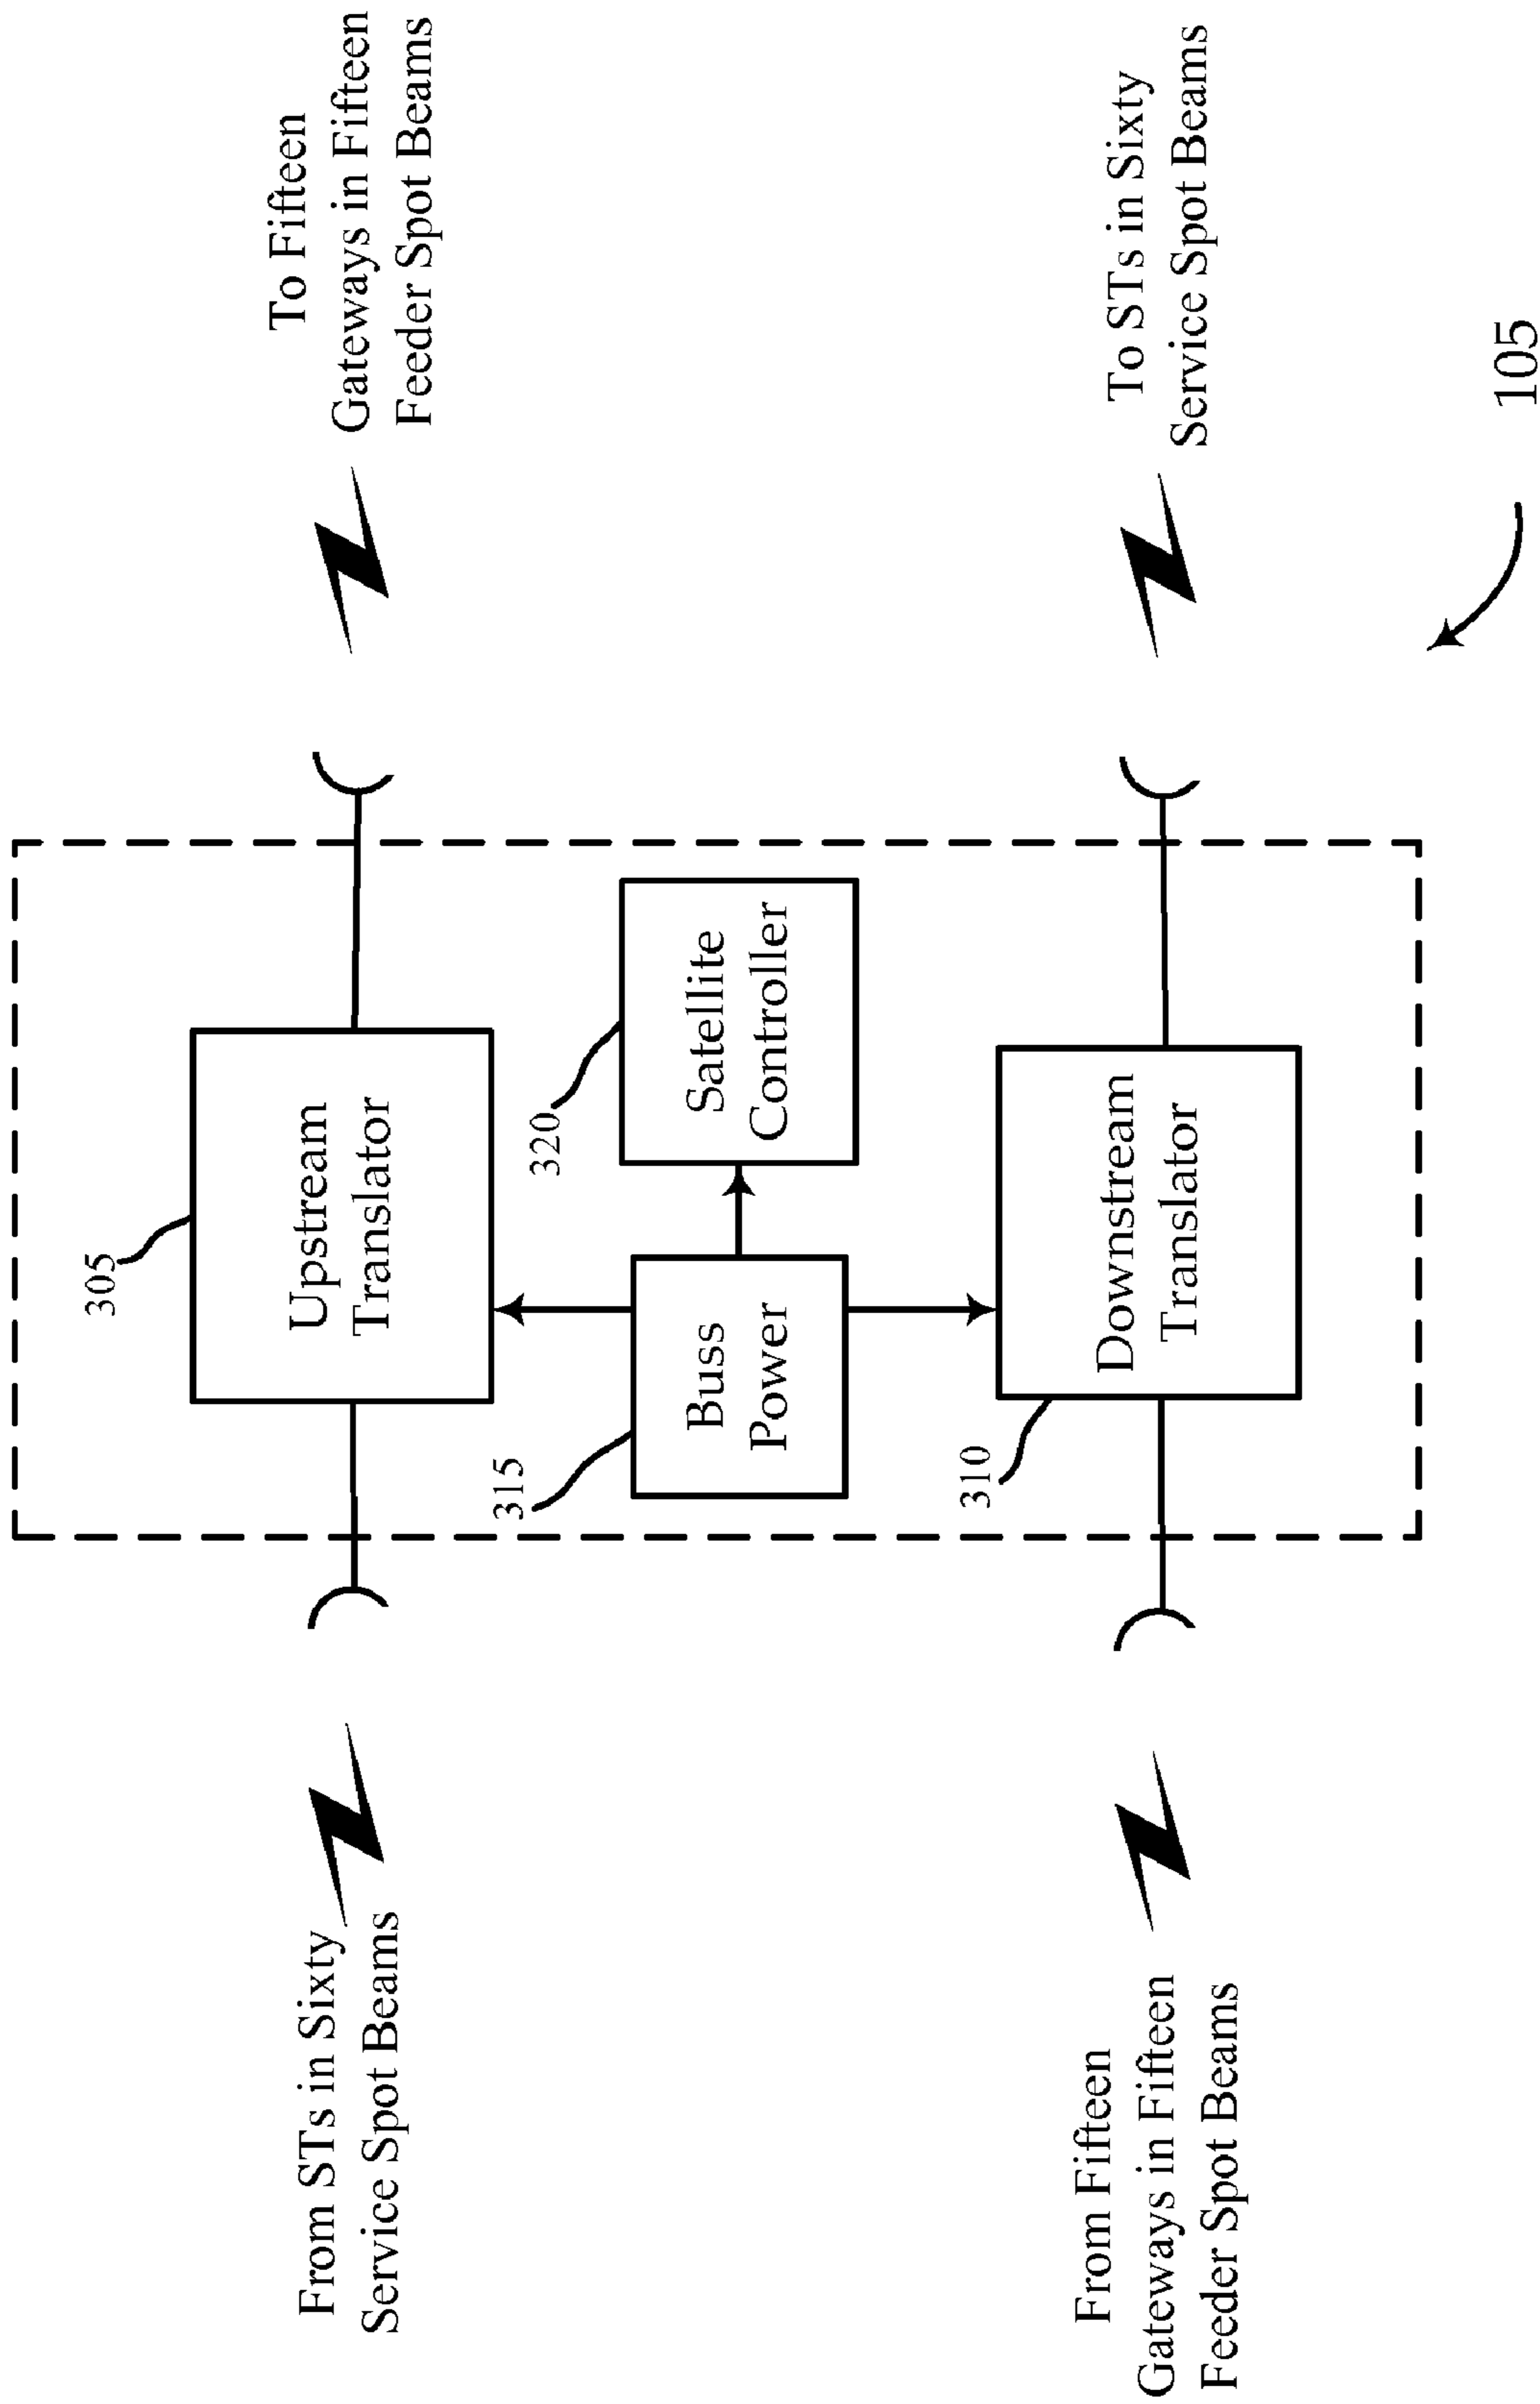 From STs in Sixty
Service Spot Beams
305
Upstream
Translator
To Fifteen
Gateways in Fifteen
Feeder Spot Beams
315
Buss
Power
320
Satellite
Controller
From Fifteen
Gateways in Fifteen
Feeder Spot Beams
310
Downstream
Translator
To STs in Sixty
Service Spot Beams
105